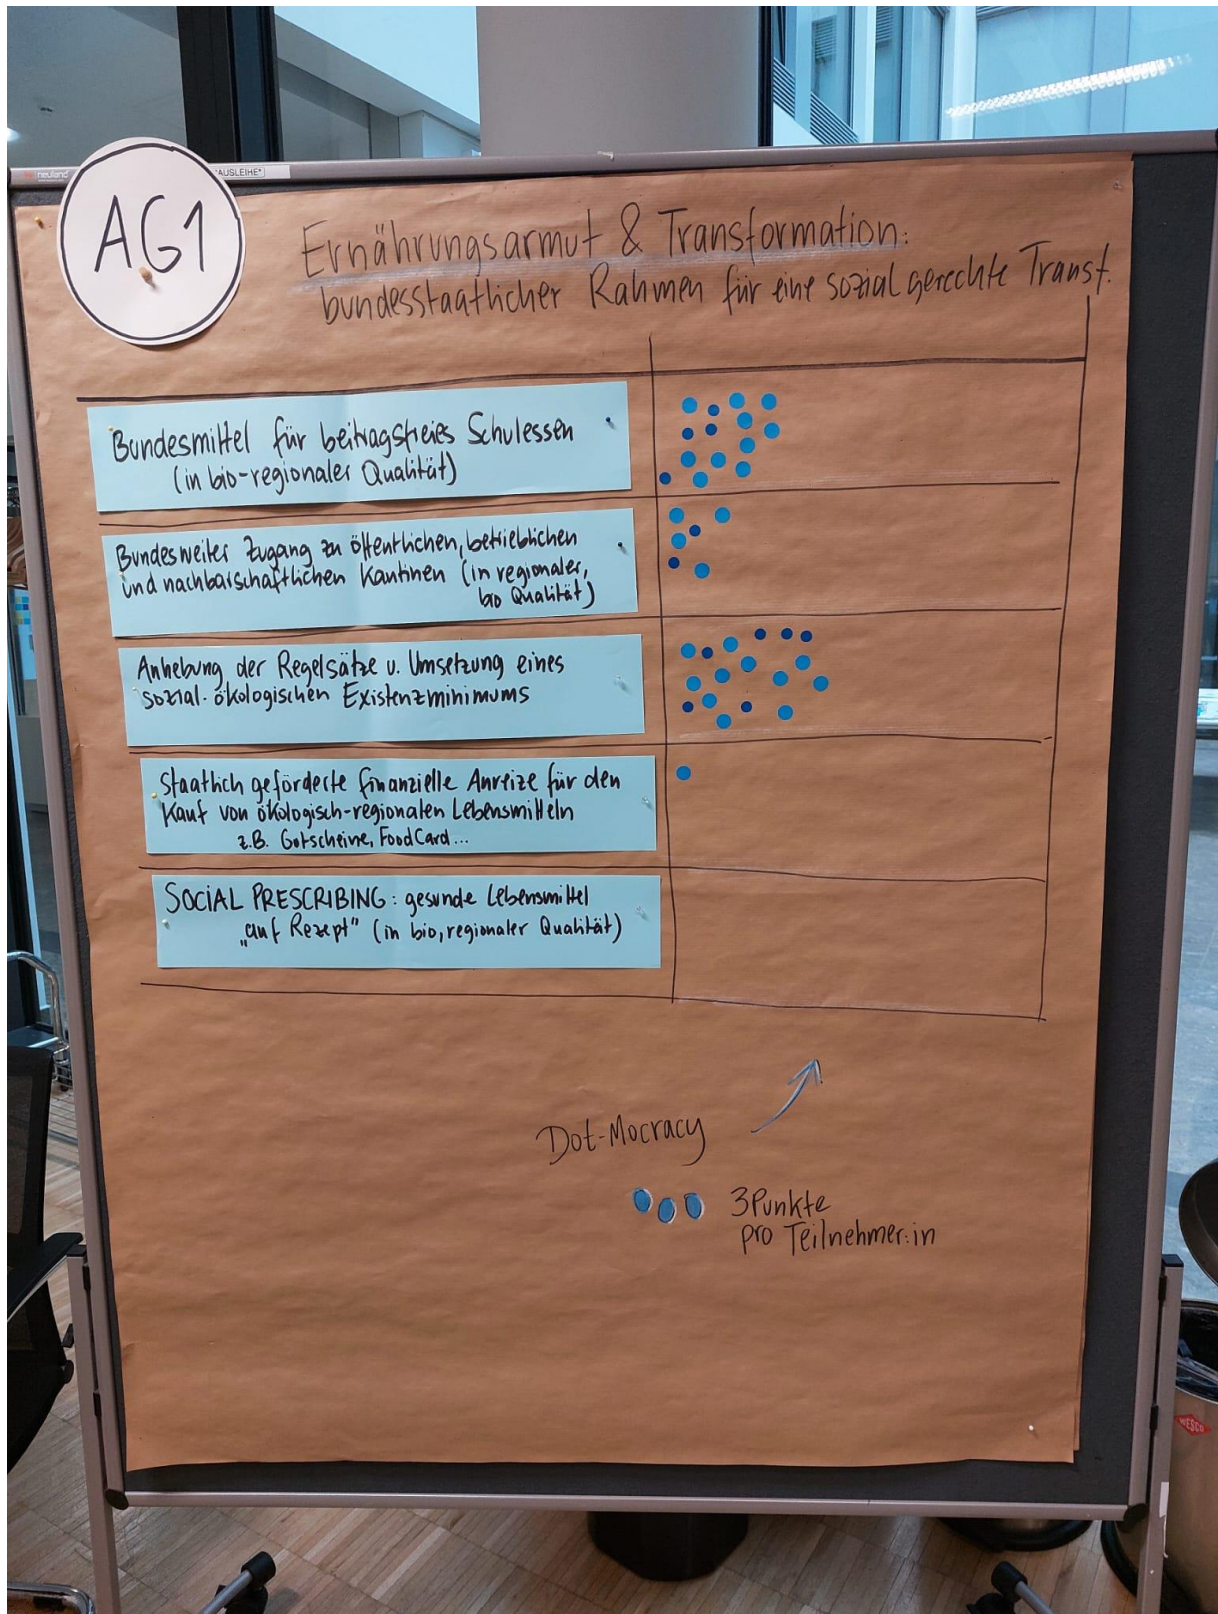 neuland
AUSLEIHE*
AG1
Ernährungsarmut & Transformation:
bundesstaatlicher Rahmen für eine sozial gerechte Transf.
Bundesmittel für beitragsfreies Schulessen
(in bio-regionaler Qualität)
Bundesweiter Zugang zu öffentlichen, betrieblichen
und nachbarschaftlichen Kantinen (in regionaler,
bio Qualität)
Anhebung der Regelsätze u. Umsetzung eines
sozial-ökologischen Existenzminimums
Staatlich geförderte finanzielle Anreize für den
Kauf von ökologisch-regionalen Lebensmitteln
z.B. Gutscheine, FoodCard...
SOCIAL PRESCRIBING: gesunde Lebensmittel
„auf Rezept" (in bio, regionaler Qualität)
Dot-Mocracy
3 Punkte
pro Teilnehmer:in
WESCO